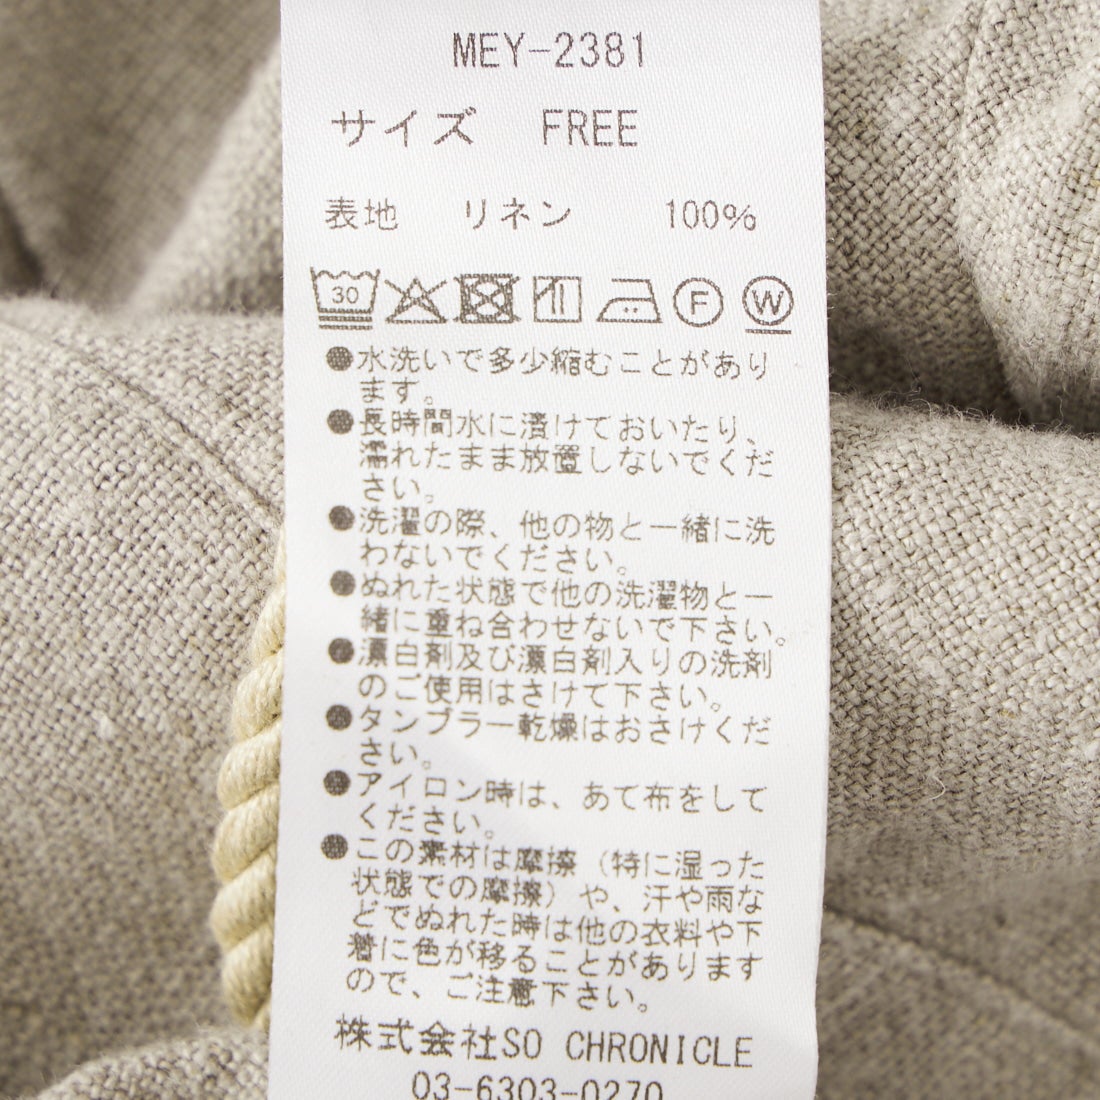 MEY-2381
サイズ FREE
表地 リネン 100%
30 F W
●水洗いで多少縮むことがあり
ます。
●長時間水に漬けておいたり、
濡れたまま放置しないでくだ
さい。
●洗濯の際、他の物と一緒に洗
わないでください。
●ぬれた状態で他の洗濯物と一
緒に重ね合わせないで下さい。
●漂白剤及び漂白剤入りの洗剤
のご使用はさけて下さい。
●タンブラー乾燥はおさけくだ
さい。
●アイロン時は、あて布をして
ください。
●この素材は摩擦（特に湿った
状態での摩擦）や、汗や雨な
どでぬれた時は他の衣料や下
着に色が移ることがあります
ので、ご注意下さい。
株式会社SO CHRONICLE
03-6303-0270